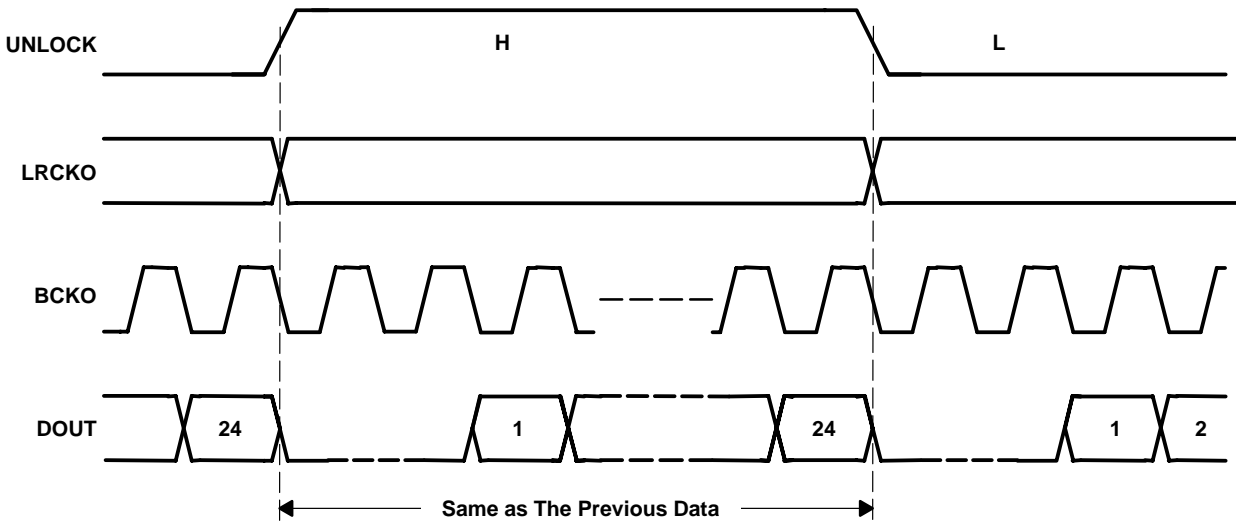 UNLOCK
H
L
LRCKO
BCKO
DOUT
24
1
24
1
2
Same as The Previous Data